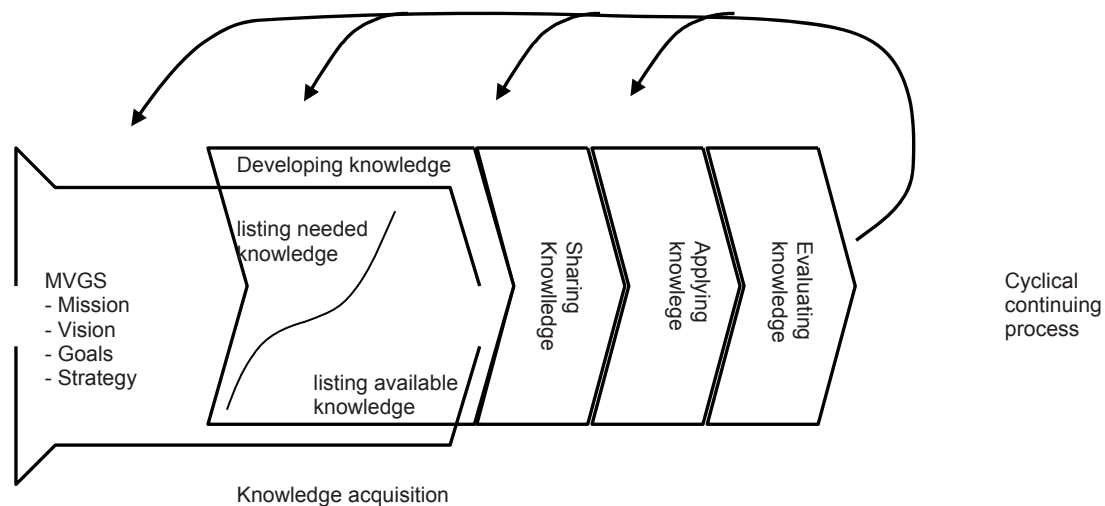 Developing knowledge
listing needed
knowledge
MVGS
- Mission
- Vision
- Goals
- Strategy
listing available
knowledge
Sharing
Knowlledge
Applying
knowlege
Evaluating
knowledge
Cyclical
continuing
process
Knowledge acquisition